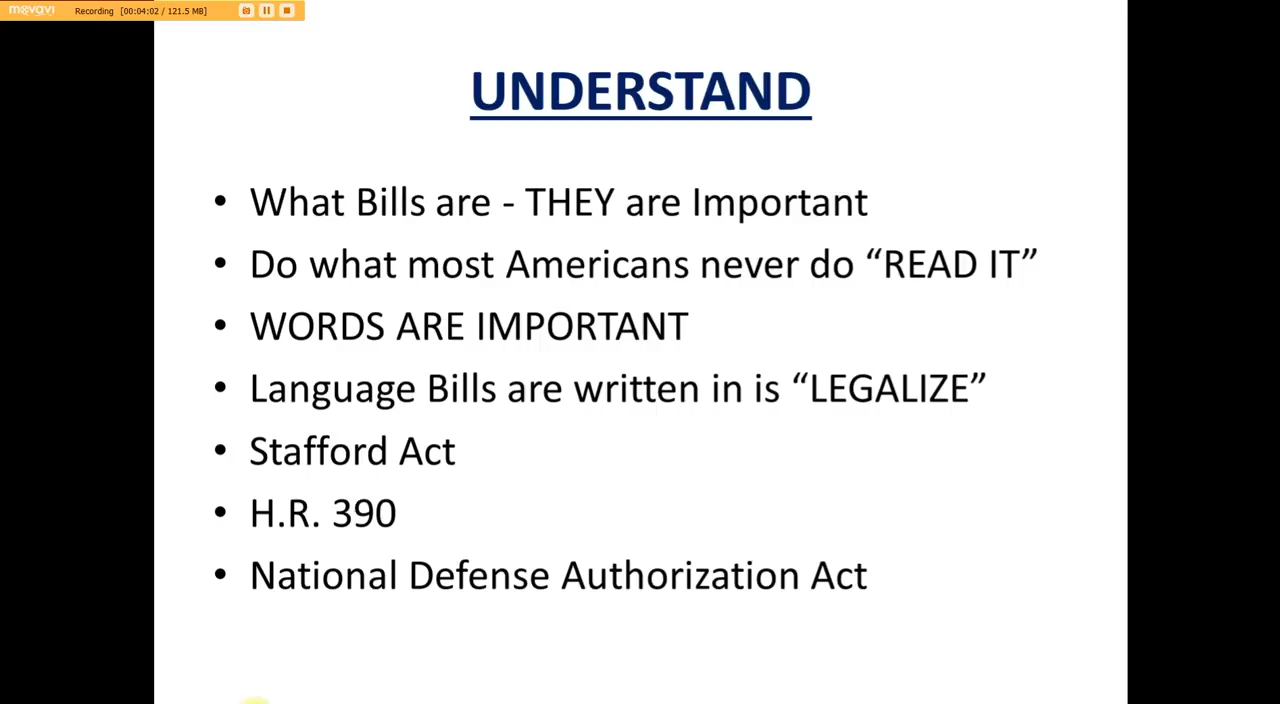 movavi
Recording [00:04:02 / 121.5 MB]
UNDERSTAND
• What Bills are - THEY are Important
• Do what most Americans never do “READ IT”
• WORDS ARE IMPORTANT
• Language Bills are written in is “LEGALIZE”
• Stafford Act
• H.R. 390
• National Defense Authorization Act